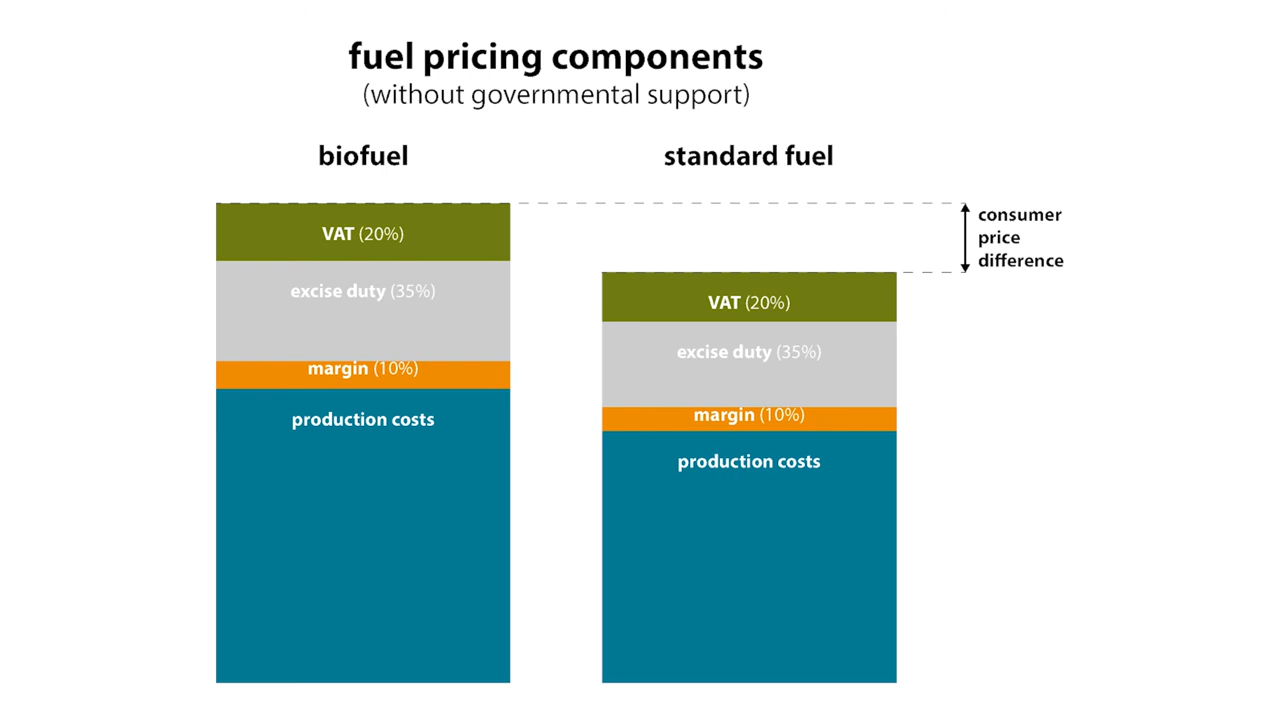 fuel pricing components
(without governmental support)
biofuel
standard fuel
VAT (20%)
excise duty (35%)
margin (10%)
production costs
VAT (20%)
excise duty (35%)
margin (10%)
production costs
consumer
price
difference